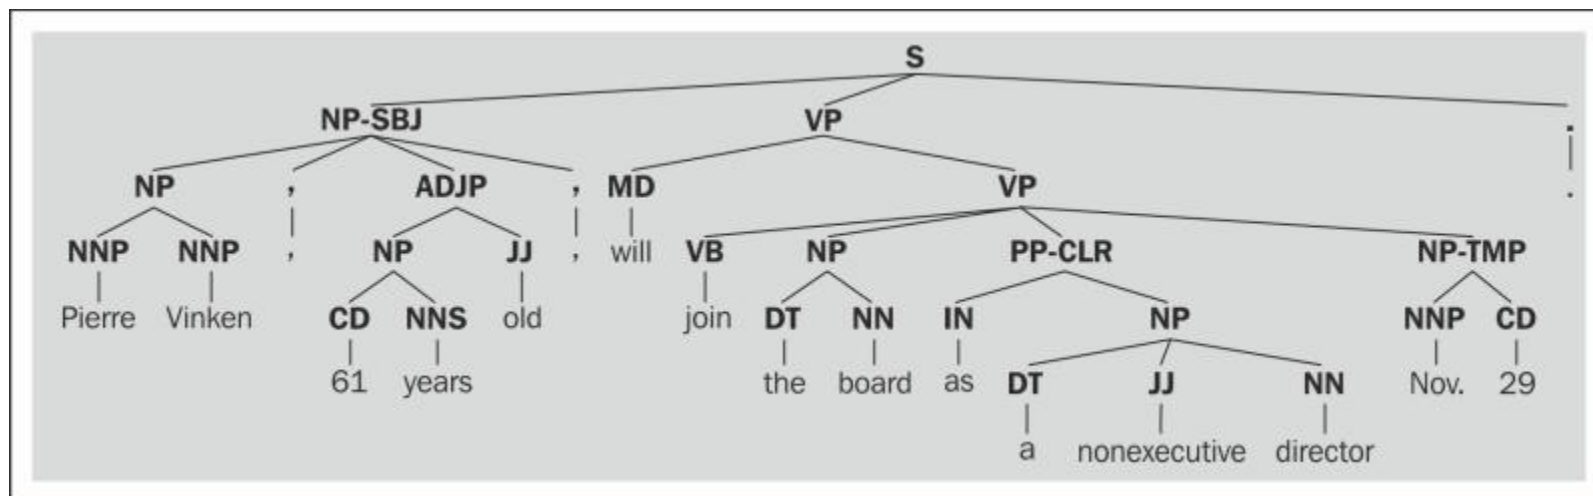 S
NP-SBJ VP .
NP , ADJP , MD VP .
NNP NNP , NP JJ , will VB NP PP-CLR NP-TMP
Pierre Vinken CD NNS old join DT NN IN NP NNP CD
61 years the board as DT JJ NN Nov. 29
a nonexecutive director